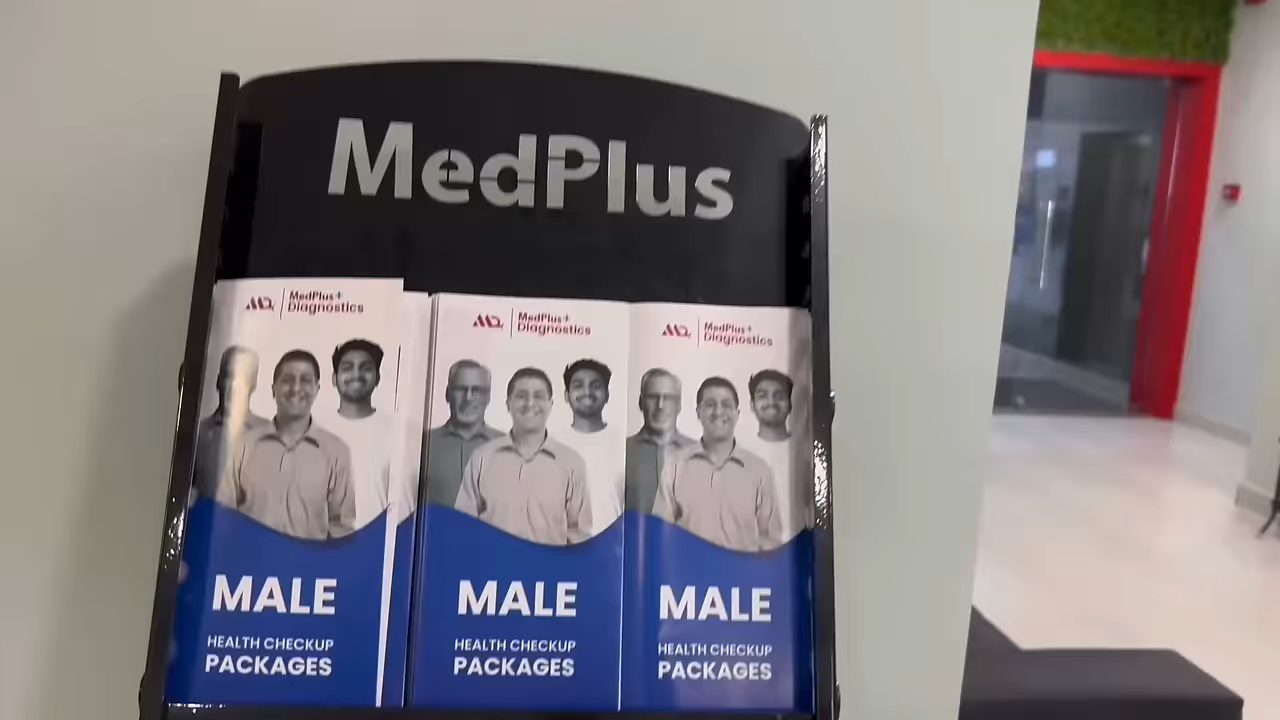 MedPlus
MedPlus+
Diagnostics
MALE
HEALTH CHECKUP
PACKAGES
MedPlus+
Diagnostics
MALE
HEALTH CHECKUP
PACKAGES
MedPlus+
Diagnostics
MALE
HEALTH CHECKUP
PACKAGES